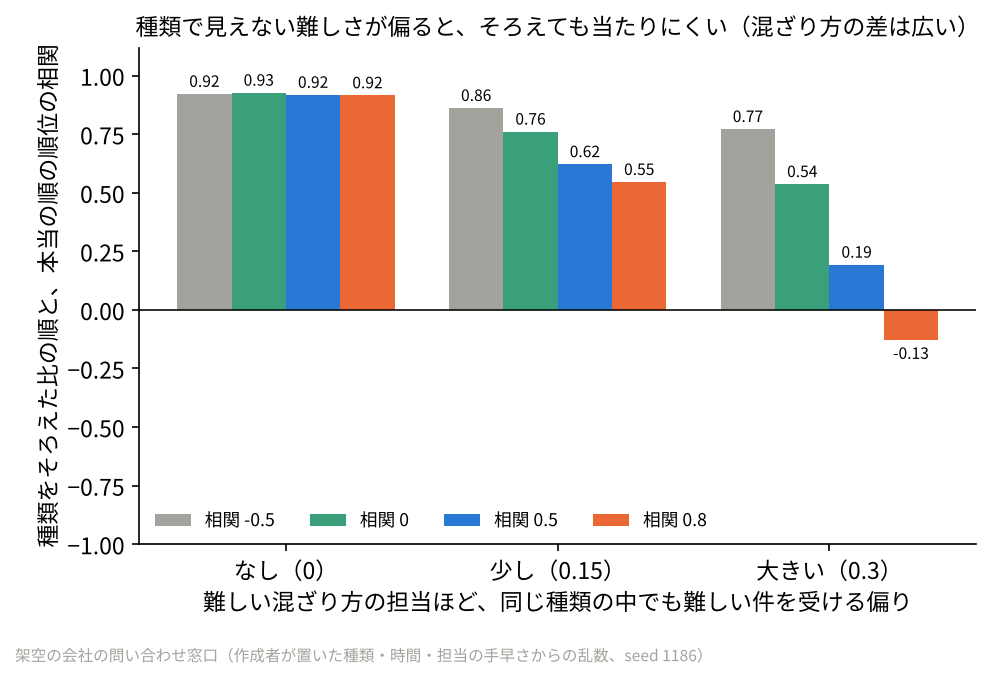 種類で見えない難しさが偏ると、そろえても当たりにくい（混ざり方の差は広い）
種類をそろえた比の順と、本当の順の順位の相関
1.00
0.75
0.50
0.25
0.00
−0.25
−0.50
−0.75
−1.00
0.92
0.93
0.92
0.92
0.86
0.76
0.62
0.55
0.77
0.54
0.19
-0.13
相関 -0.5
相関 0
相関 0.5
相関 0.8
なし（0）
少し（0.15）
大きい（0.3）
難しい混ざり方の担当ほど、同じ種類の中でも難しい件を受ける偏り
架空の会社の問い合わせ窓口（作成者が置いた種類・時間・担当の手早さからの乱数、seed 1186）